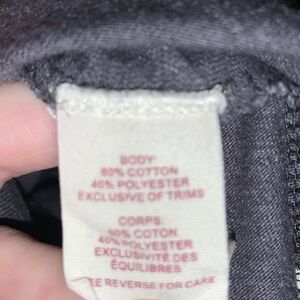 BODY:
60% COTTON
40% POLYESTER
EXCLUSIVE OF TRIMS
CORPS:
60% COTON
40% POLYESTER
EXCLUSIVITÉ DES
ÉQUILIBRES
SEE REVERSE FOR CARE